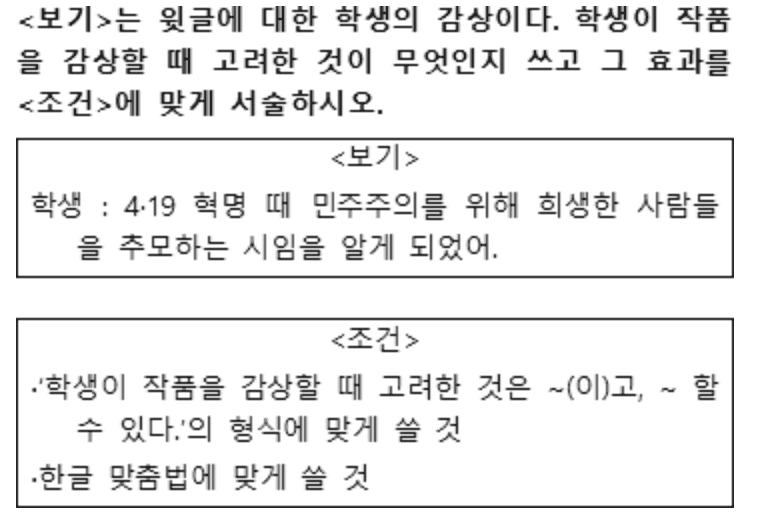 <보기>는 윗글에 대한 학생의 감상이다. 학생이 작품
을 감상할 때 고려한 것이 무엇인지 쓰고 그 효과를
<조건>에 맞게 서술하시오.
<보기>
학생 : 4·19 혁명 때 민주주의를 위해 희생한 사람들
을 추모하는 시임을 알게 되었어.
<조건>
·'학생이 작품을 감상할 때 고려한 것은 ~(이)고, ~ 할
수 있다.'의 형식에 맞게 쓸 것
·한글 맞춤법에 맞게 쓸 것